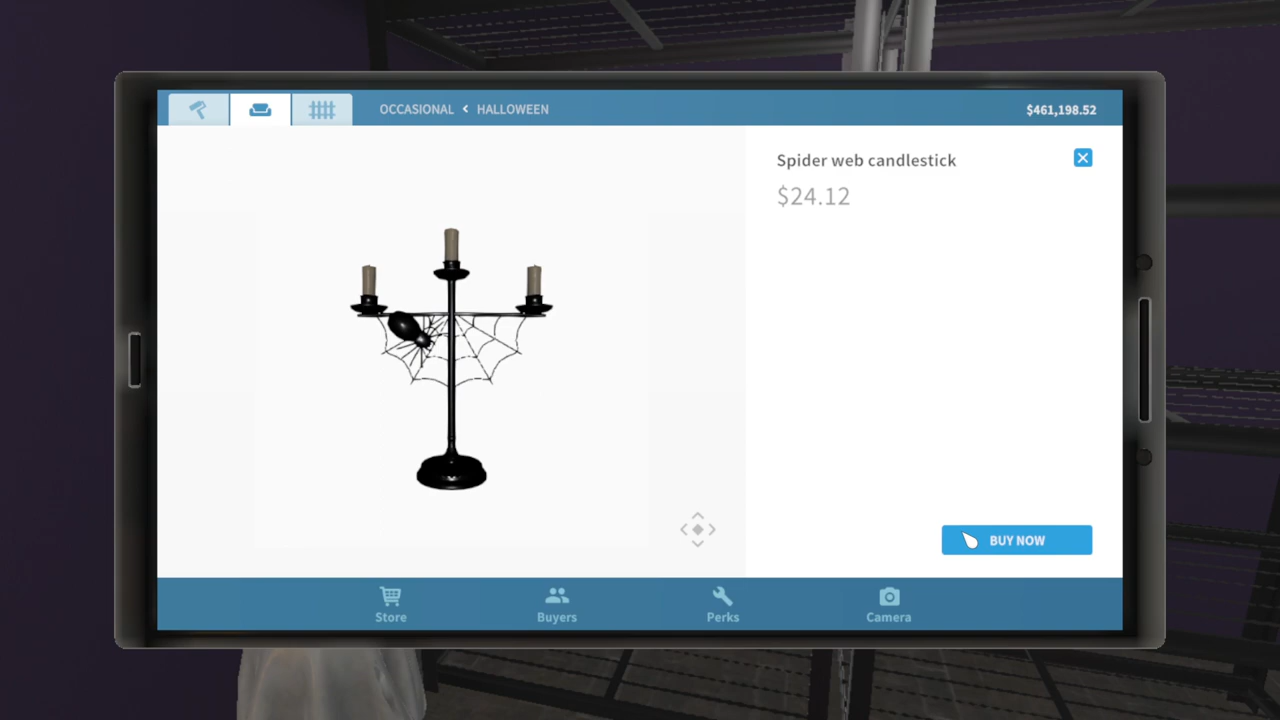 OCCASIONAL < HALLOWEEN
$461,198.52
Spider web candlestick
$24.12
BUY NOW
Store
Buyers
Perks
Camera